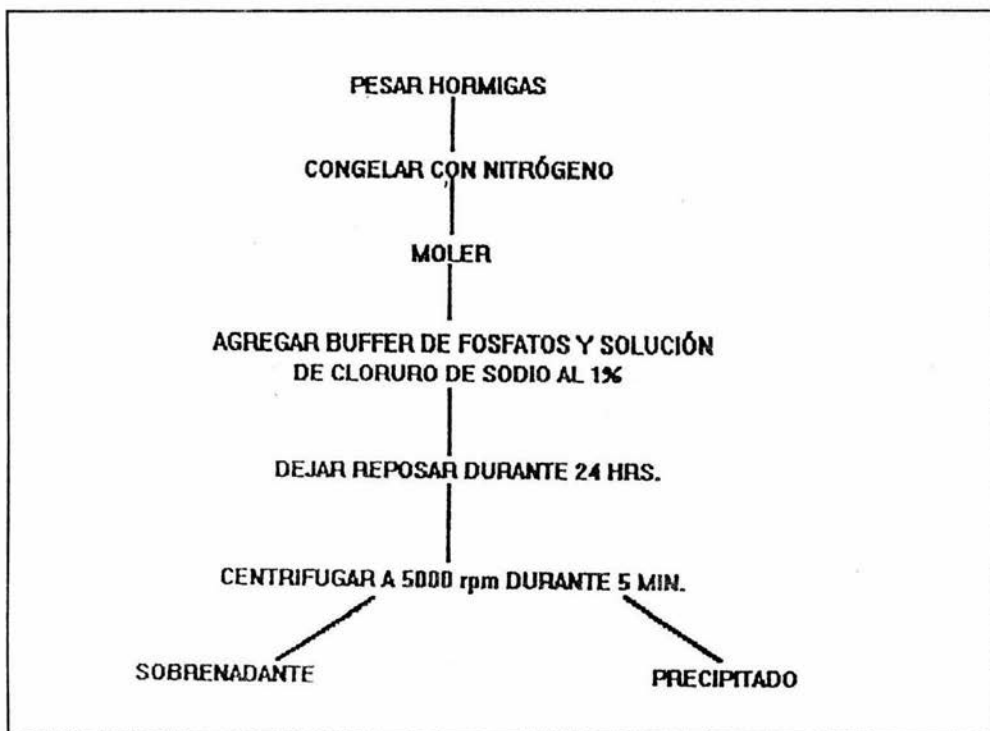 PESAR HORMIGAS
CONGELAR CON NITRÓGENO
MOLER
AGREGAR BUFFER DE FOSFATOS Y SOLUCIÓN
DE CLORURO DE SODIO AL 1%
DEJAR REPOSAR DURANTE 24 HRS.
CENTRIFUGAR A 5000 rpm DURANTE 5 MIN.
SOBRENADANTE
PRECIPITADO